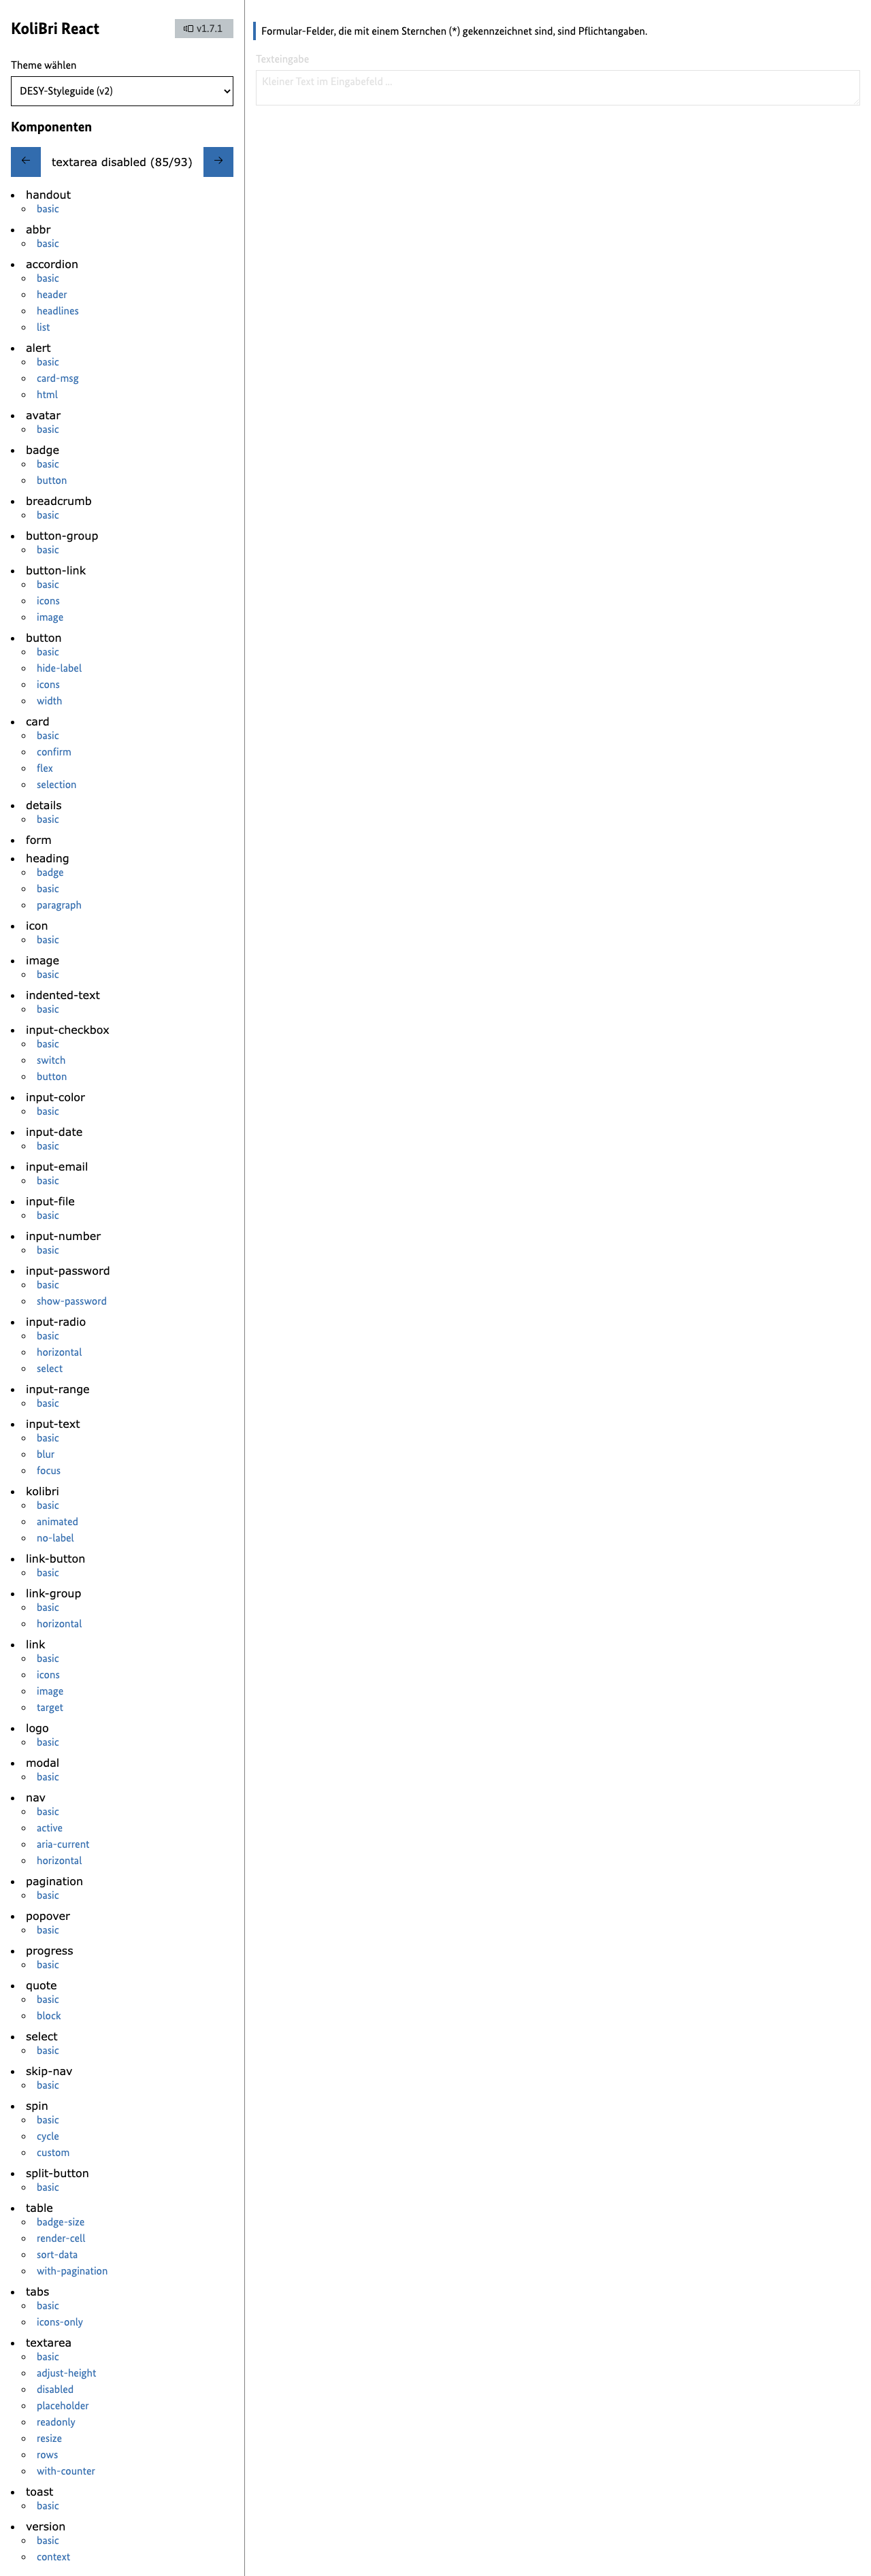 KoliBri React
v1.7.1
Theme wählen
DESY-Styleguide (v2)
Komponenten
← textarea disabled (85/93) →
handout
basic
abbr
basic
accordion
basic
header
headlines
list
alert
basic
card-msg
html
avatar
basic
badge
basic
button
breadcrumb
basic
button-group
basic
button-link
basic
icons
image
button
basic
hide-label
icons
width
card
basic
confirm
flex
selection
details
basic
form
heading
badge
basic
paragraph
icon
basic
image
basic
indented-text
basic
input-checkbox
basic
switch
button
input-color
basic
input-date
basic
input-email
basic
input-file
basic
input-number
basic
input-password
basic
show-password
input-radio
basic
horizontal
select
input-range
basic
input-text
basic
blur
focus
kolibri
basic
animated
no-label
link-button
basic
link-group
basic
horizontal
link
basic
icons
image
target
logo
basic
modal
basic
nav
basic
active
aria-current
horizontal
pagination
basic
popover
basic
progress
basic
quote
basic
block
select
basic
skip-nav
basic
spin
basic
cycle
custom
split-button
basic
table
badge-size
render-cell
sort-data
with-pagination
tabs
basic
icons-only
textarea
basic
adjust-height
disabled
placeholder
readonly
resize
rows
with-counter
toast
basic
version
basic
context
Formular-Felder, die mit einem Sternchen (*) gekennzeichnet sind, sind Pflichtangaben.
Texteingabe
Kleiner Text im Eingabefeld ...